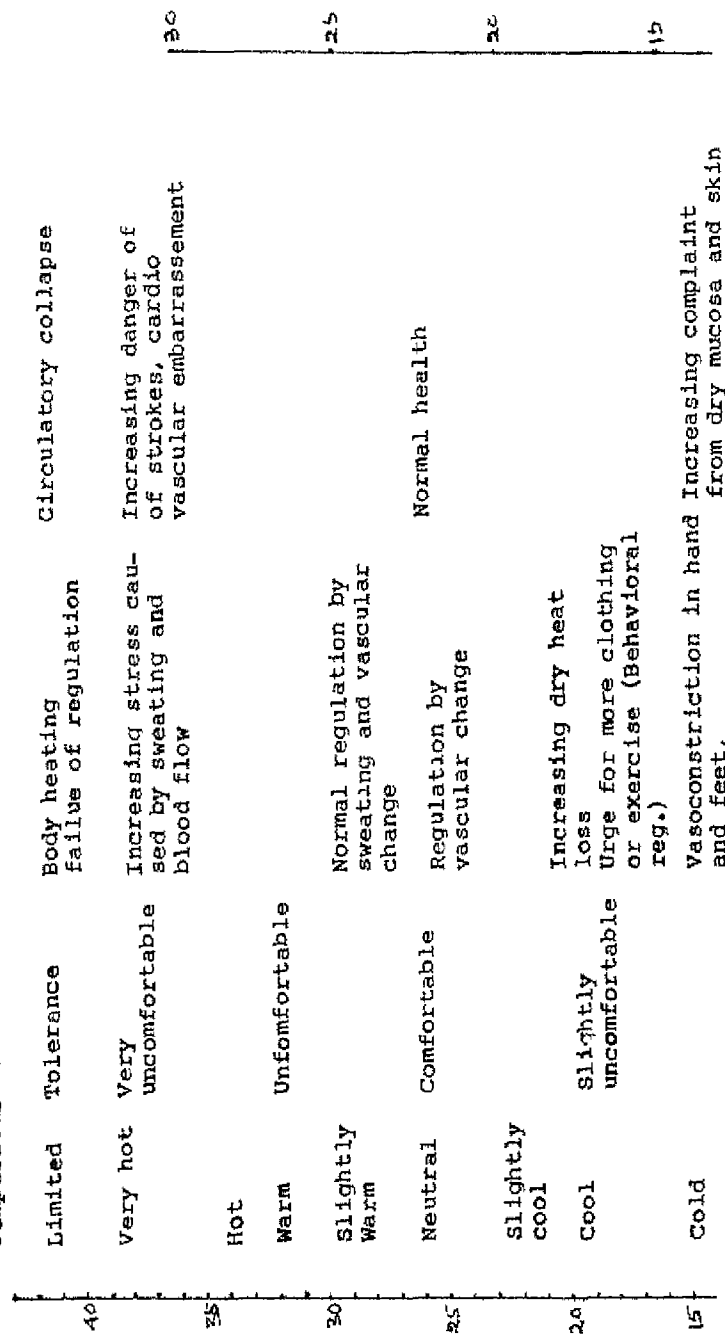 40
35
30
25
20
15
Limited Tolerance
Very hot Very
uncomfortable
Hot
Warm Unfomfortable
Slightly
Warm
Neutral Comfortable
Slightly
cool
Cool Slightly
uncomfortable
Cold
Body heating
failue of regulation
Increasing stress cau-
sed by sweating and
blood flow
Normal regulation by
sweating and vascular
change
Regulation by
vascular change
Increasing dry heat
loss
Urge for more clothing
or exercise (Behavioral
reg.)
Vasoconstriction in hand
and feet.
Circulatory collapse
Increasing danger of
of strokes, cardio
vascular embarrassement
Normal health
Increasing complaint
from dry mucosa and skin
30
25
20
15